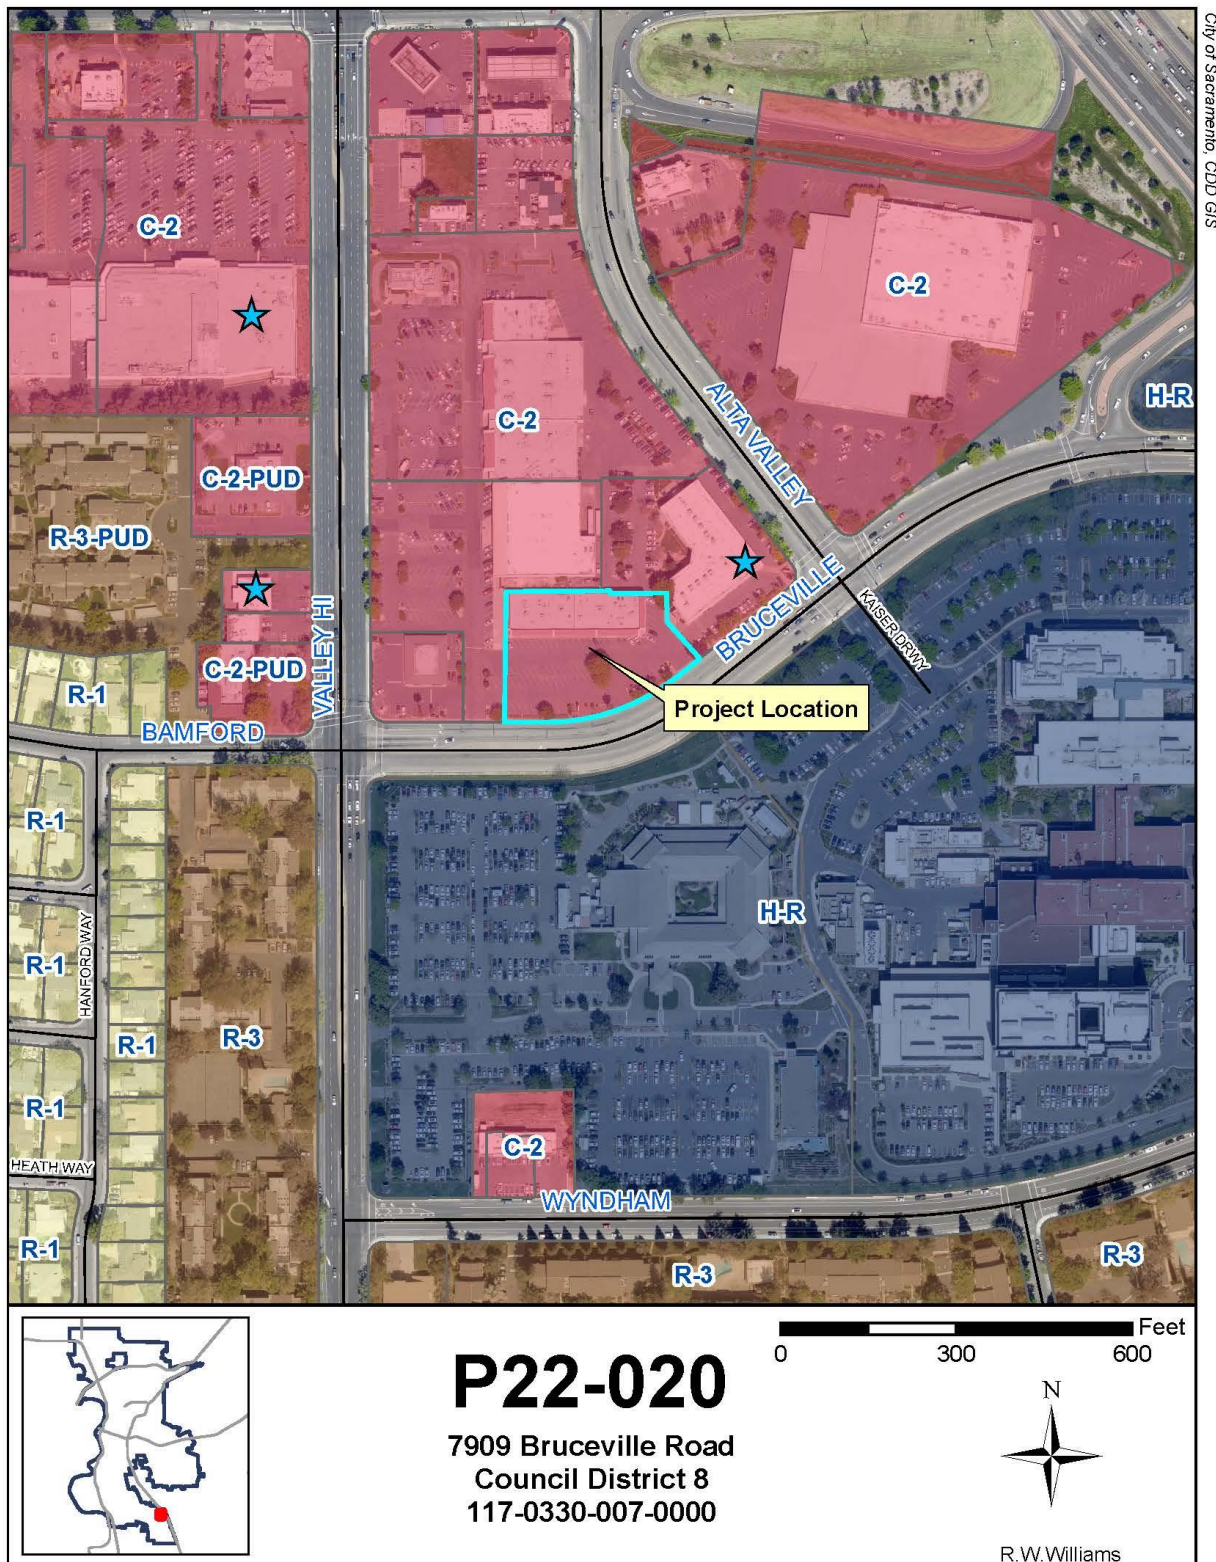 City of Sacramento, CDD GIS
C-2
C-2
H-R
ALTA VALLEY
C-2
C-2-PUD
R-3-PUD
KAISER DRWY
BRUCEVILLE
VALLEY HI
C-2-PUD
R-1
Project Location
BAMFORD
R-1
H-R
R-1
HANFORD WAY
R-1
R-3
R-1
C-2
HEATH WAY
WYNDHAM
R-1
R-3
R-3
Feet
0 300 600
P22-020
N
7909 Bruceville Road
Council District 8
117-0330-007-0000
R.W.Williams